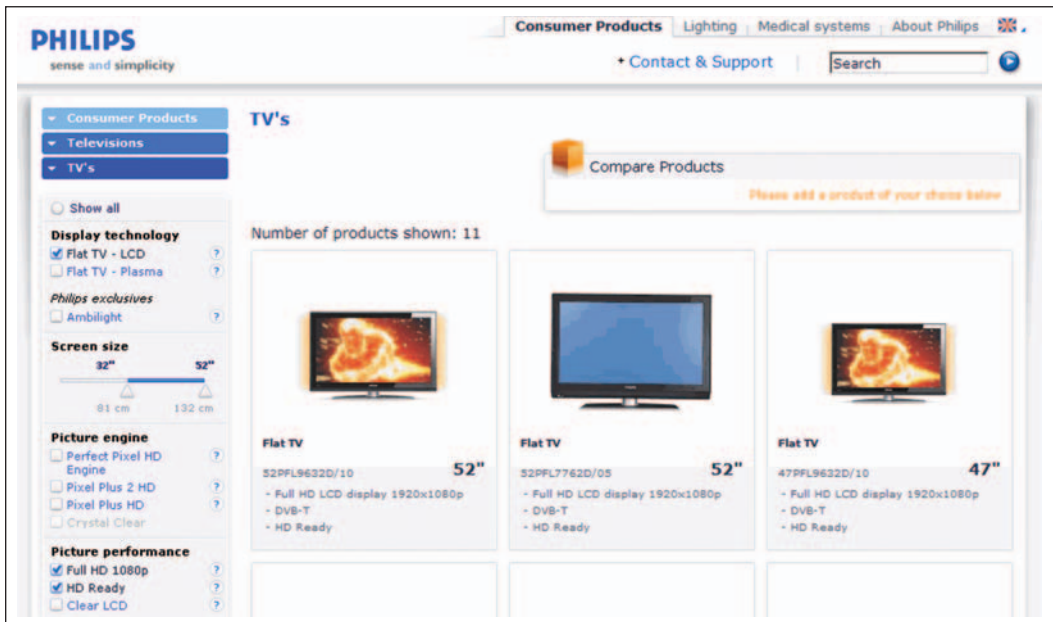 Consumer Products Lighting Medical systems About Philips
PHILIPS
sense and simplicity
Contact & Support
Search
Consumer Products
Televisions
TV's
TV's
Compare Products
Please add a product of your choice below
Show all
Display technology
Flat TV - LCD ?
Flat TV - Plasma ?
Philips exclusives
Ambilight ?
Screen size
32" 52"
81 cm 132 cm
Picture engine
Perfect Pixel HD ?
Engine
Pixel Plus 2 HD ?
Pixel Plus HD ?
Crystal Clear
Picture performance
Full HD 1080p ?
HD Ready ?
Clear LCD ?
Number of products shown: 11
Flat TV
52PFL9632D/10 52"
- Full HD LCD display 1920x1080p
- DVB-T
- HD Ready
Flat TV
52PFL7762D/05 52"
- Full HD LCD display 1920x1080p
- DVB-T
- HD Ready
Flat TV
47PFL9632D/10 47"
- Full HD LCD display 1920x1080p
- DVB-T
- HD Ready